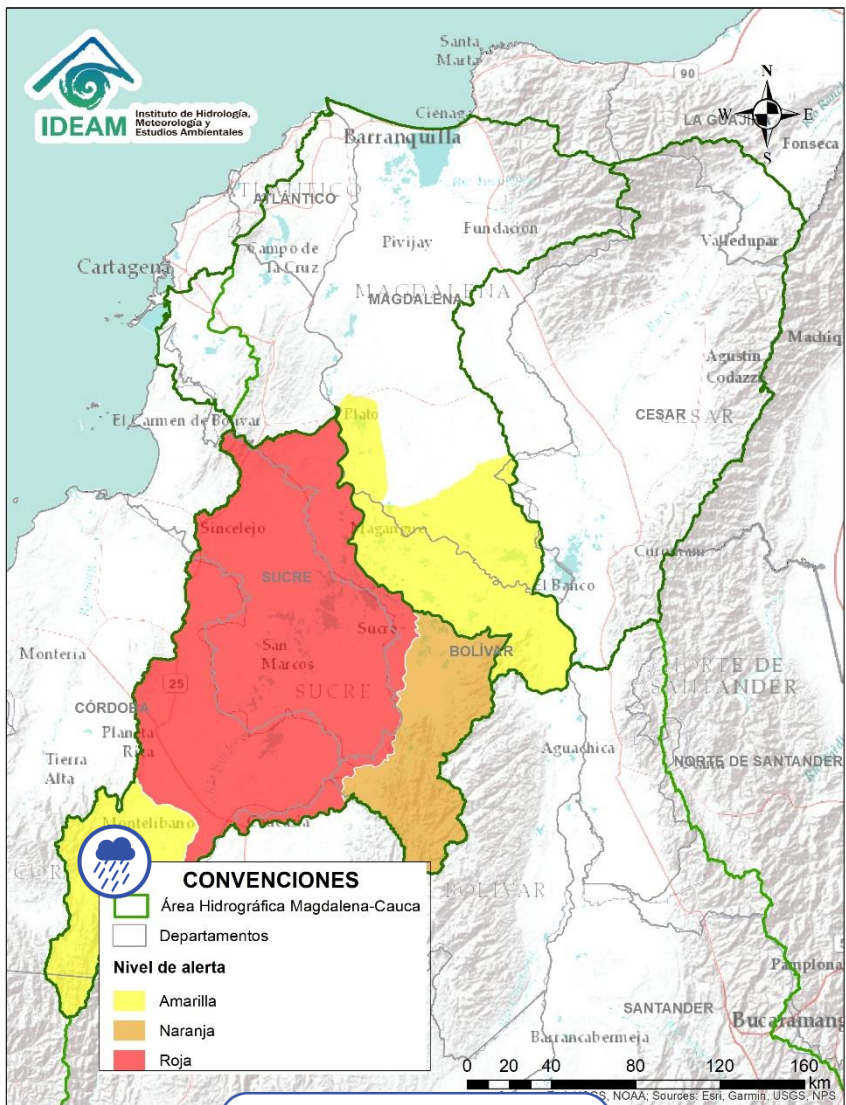 Santa
Marta
90
N
W
E
S
IDEAM
Instituto de Hidrología,
Meteorología y
Estudios Ambientales
Ciénaga
LA GUAJIRA
Barranquilla
Fonseca
ATLANTICO
ATLÁNTICO
Fundación
Pivijay
Valledupar
Campo de
la Cruz
Cartagena
MAGDALENA
MAGDALENA
Agustín
Codazzi
El Carmen de Bolívar
Plato
CESAR
CESAR
Sincelejo
Magangué
Curumaní
SUCRE
El Banco
Sucre
BOLÍVAR
Montería
San
Marcos
NORTE DE
SANTANDER
25
SUCRE
CÓRDOBA
Planeta
Rica
Aguachica
NORTE DE SANTANDER
Tierra
Alta
Montelíbano
CONVENCIONES
BOLÍVAR
Área Hidrográfica Magdalena-Cauca
Departamentos
Nivel de alerta
Pamplona
Amarilla
SANTANDER
Naranja
Bucaramang
Barrancabermeja
Roja
0 20 40 80 120 160
km
USGS, NOAA; Sources: Esri, Garmin, USGS, NPS